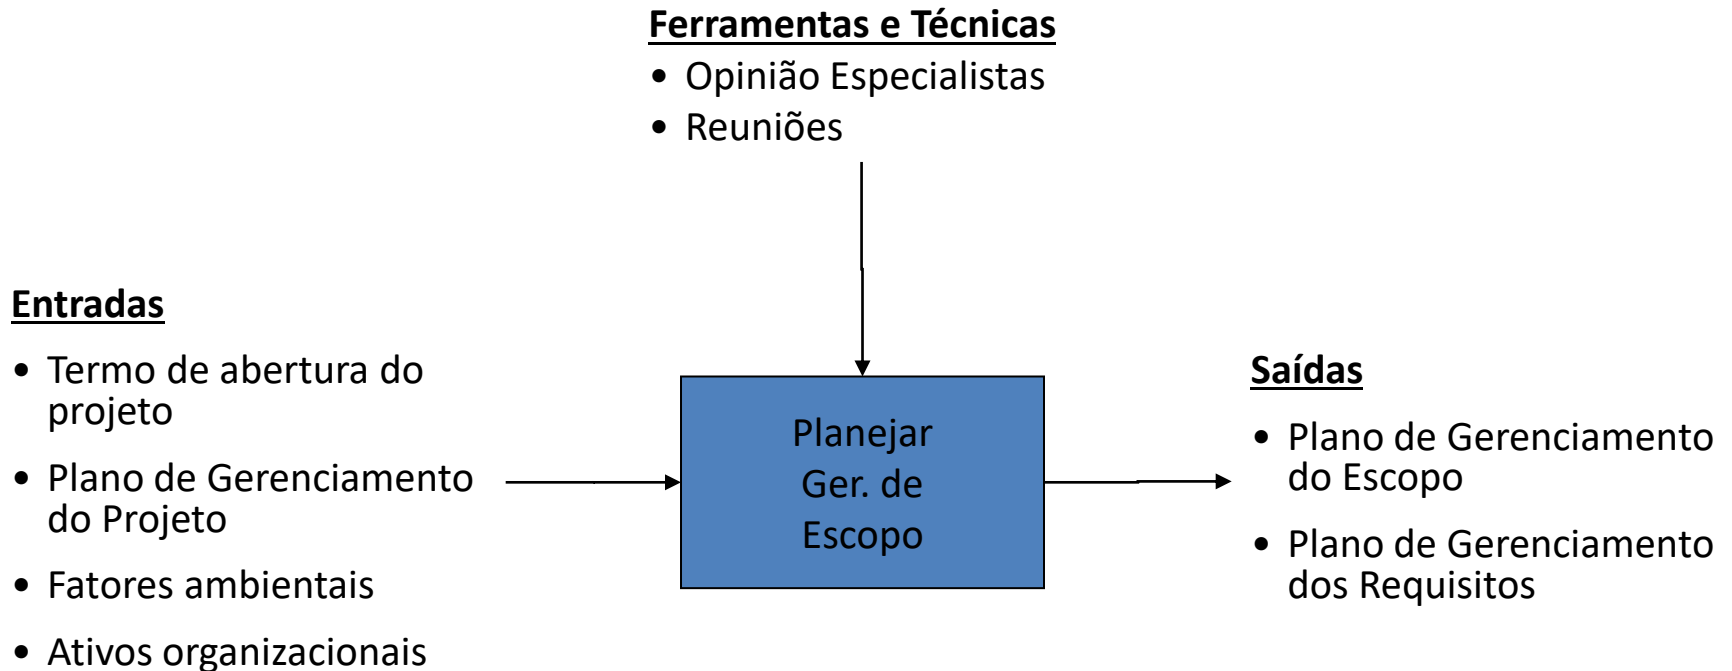 Ferramentas e Técnicas
• Opinião Especialistas
• Reuniões
Entradas
• Termo de abertura do
projeto
• Plano de Gerenciamento
do Projeto
• Fatores ambientais
• Ativos organizacionais
Planejar
Ger. de
Escopo
Saídas
• Plano de Gerenciamento
do Escopo
• Plano de Gerenciamento
dos Requisitos